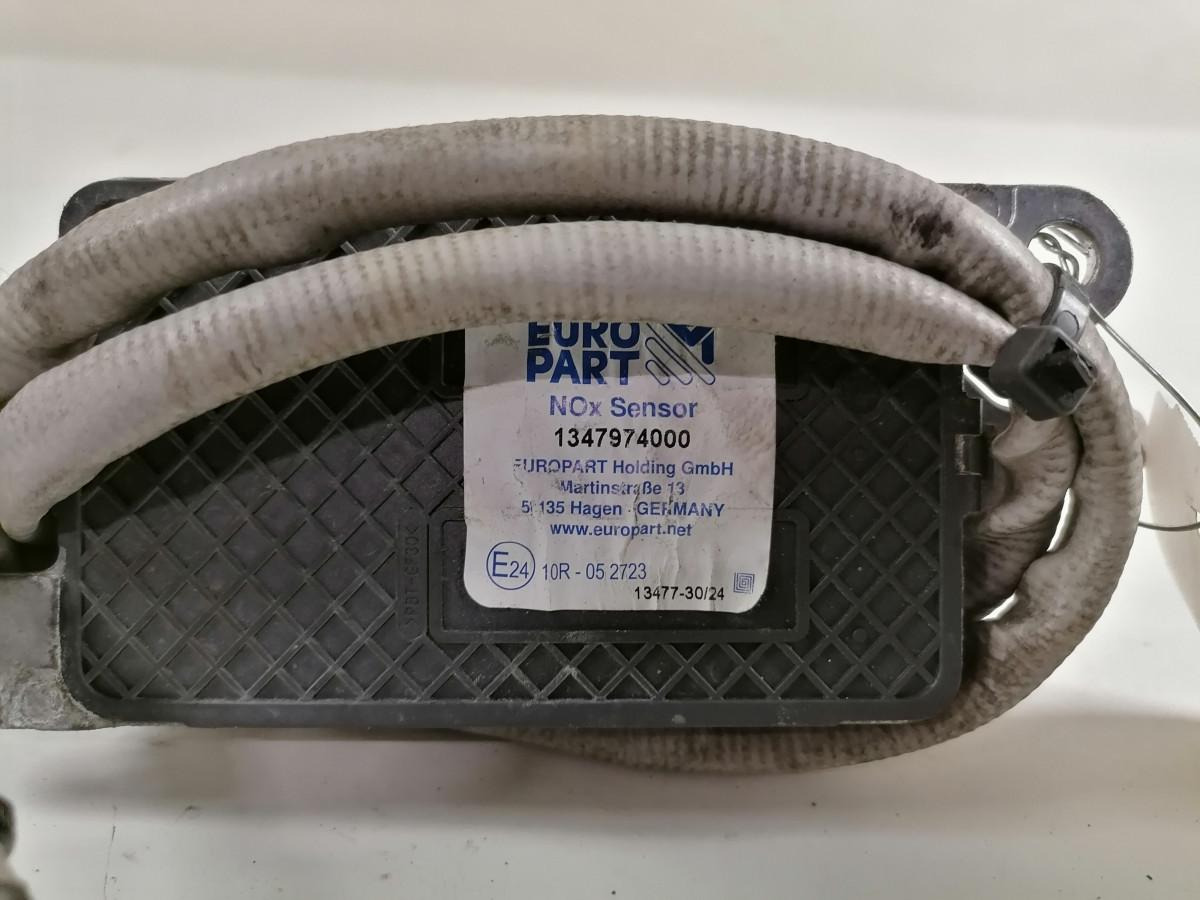 EURO
PART
NOx Sensor
1347974000
EUROPART Holding GmbH
Martinstraße 13
58135 Hagen - GERMANY
www.europart.net
E24 10R - 05 2723
13477-30/24